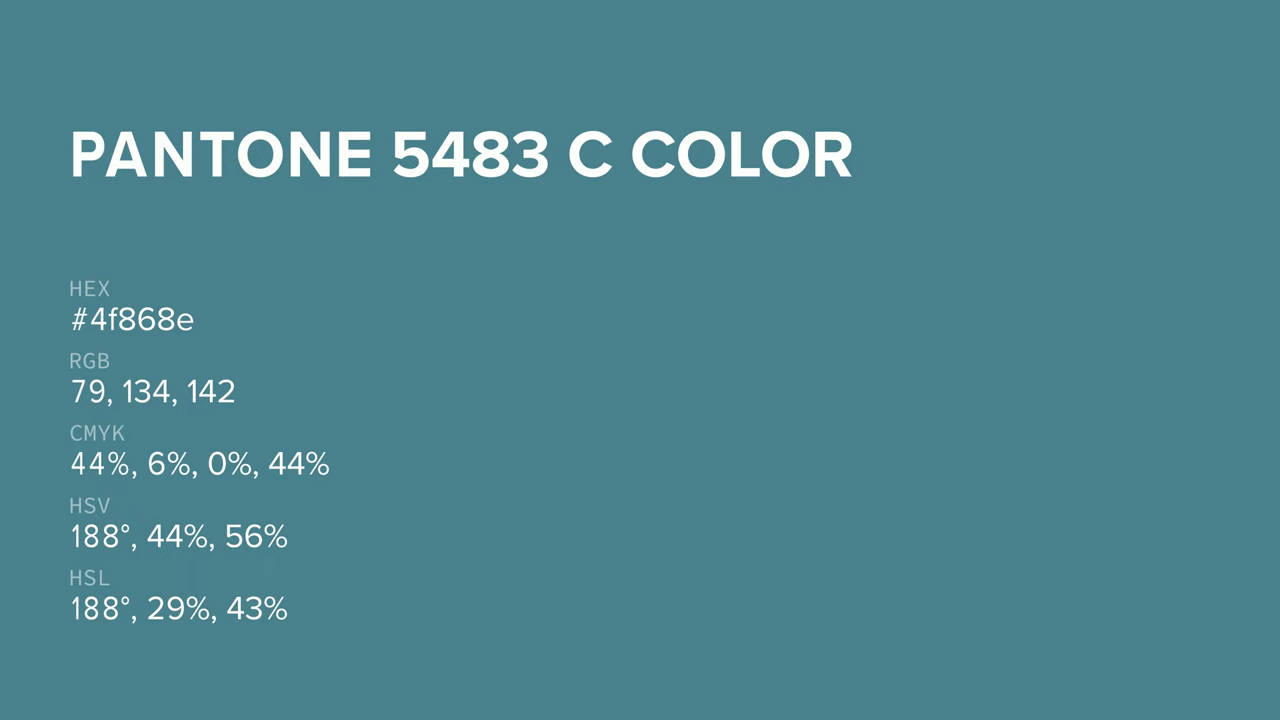 PANTONE 5483 C COLOR
HEX
#4f868e
RGB
79, 134, 142
CMYK
44%, 6%, 0%, 44%
HSV
188°, 44%, 56%
HSL
188°, 29%, 43%